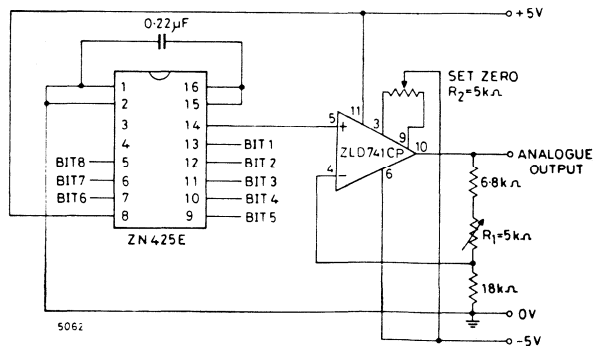 0·22μF
+5V
1
2
3
4
5
6
7
8
16
15
14
13
12
11
10
9
BIT8
BIT7
BIT6
BIT 1
BIT 2
BIT 3
BIT 4
BIT 5
ZN 425E
SET ZERO
R2=5kΩ
11
3
5
+
9
ZLD741CP
10
4
−
6
ANALOGUE
OUTPUT
6·8kΩ
R1=5kΩ
18kΩ
0V
-5V
5062